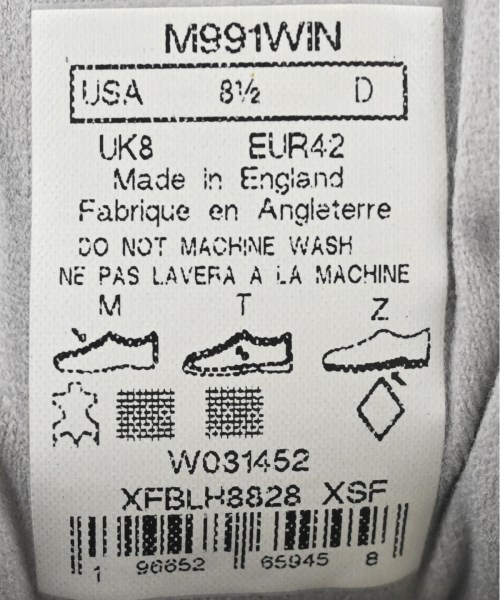 M991WIN
USA 8½ D
UK8 EUR42
Made in England
Fabrique en Angleterre
DO NOT MACHINE WASH
NE PAS LAVERA A LA MACHINE
M T Z
W031452
XFBLH8828 XSF
1 96652 65945 8